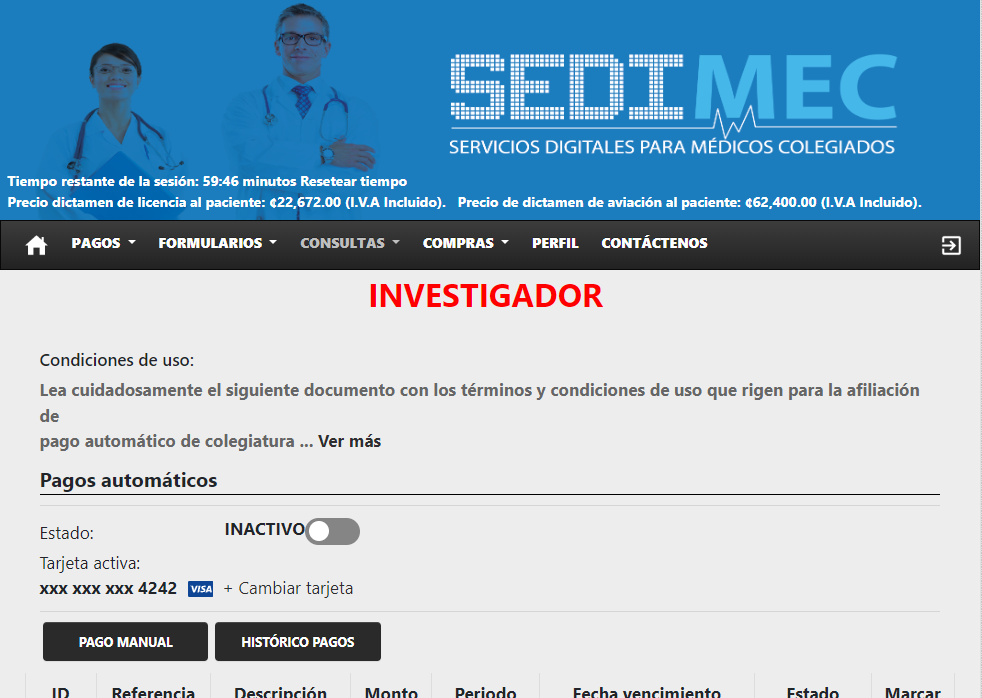 SEDIMEC
SERVICIOS DIGITALES PARA MÉDICOS COLEGIADOS
Tiempo restante de la sesión: 59:46 minutos Resetear tiempo
Precio dictamen de licencia al paciente: ¢22,672.00 (I.V.A Incluido). Precio de dictamen de aviación al paciente: ¢62,400.00 (I.V.A Incluido).
PAGOS FORMULARIOS CONSULTAS COMPRAS PERFIL CONTÁCTENOS
INVESTIGADOR
Condiciones de uso:
Lea cuidadosamente el siguiente documento con los términos y condiciones de uso que rigen para la afiliación
de
pago automático de colegiatura ... Ver más
Pagos automáticos
Estado: INACTIVO
Tarjeta activa:
xxx xxx xxx 4242 VISA + Cambiar tarjeta
PAGO MANUAL HISTÓRICO PAGOS
ID Referencia Descripción Monto Periodo Fecha vencimiento Estado Marcar